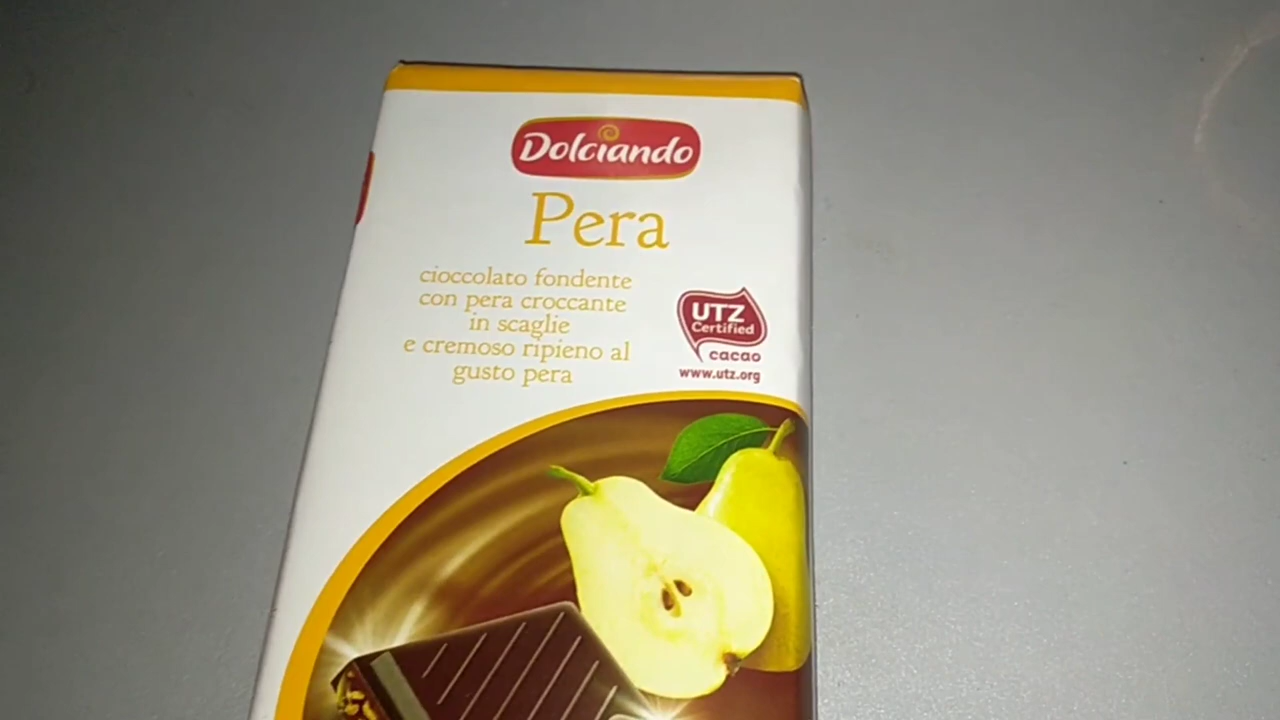 Dolciando
Pera
cioccolato fondente
con pera croccante
in scaglie
e cremoso ripieno al
gusto pera
UTZ
Certified
cacao
www.utz.org